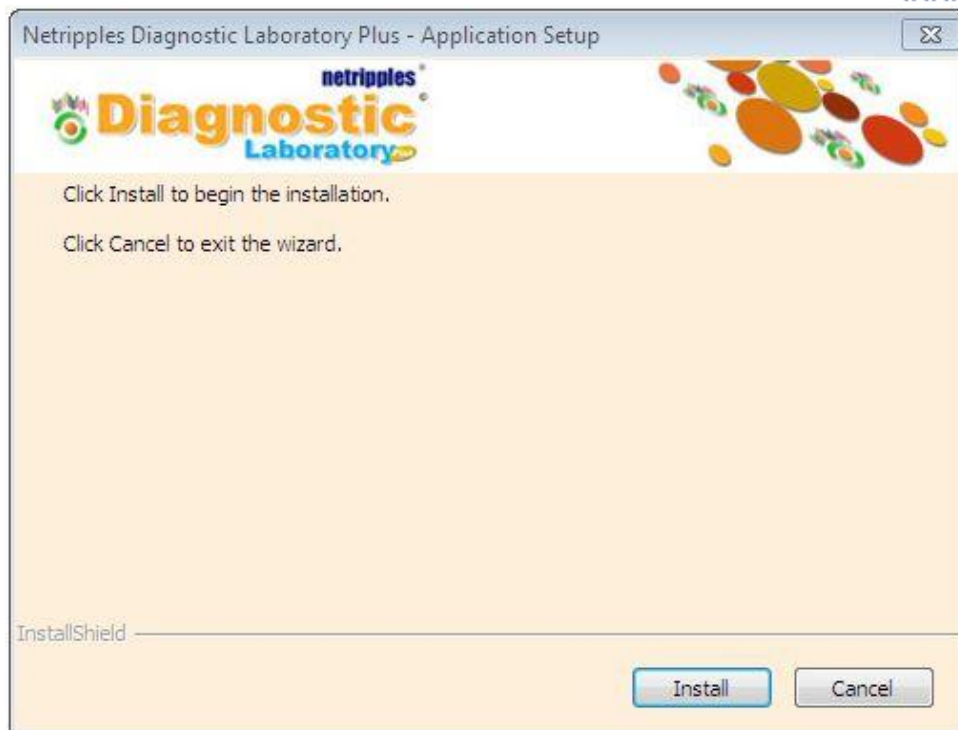 Netripples Diagnostic Laboratory Plus - Application Setup
netripples
Diagnostic
Laboratory
Click Install to begin the installation.
Click Cancel to exit the wizard.
InstallShield
Install Cancel